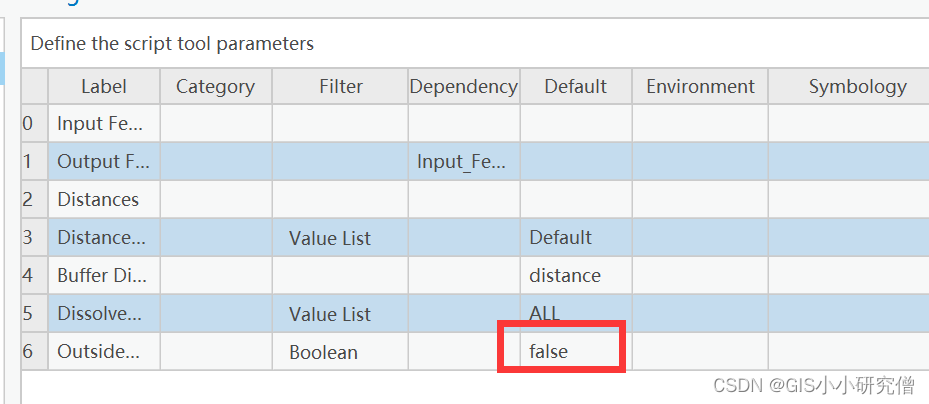 Define the script tool parameters
Label Category Filter Dependency Default Environment Symbology
0 Input Fe...
1 Output F... Input_Fe...
2 Distances
3 Distance... Value List Default
4 Buffer Di... distance
5 Dissolve... Value List ALL
6 Outside... Boolean false
CSDN @GIS小小研究僧